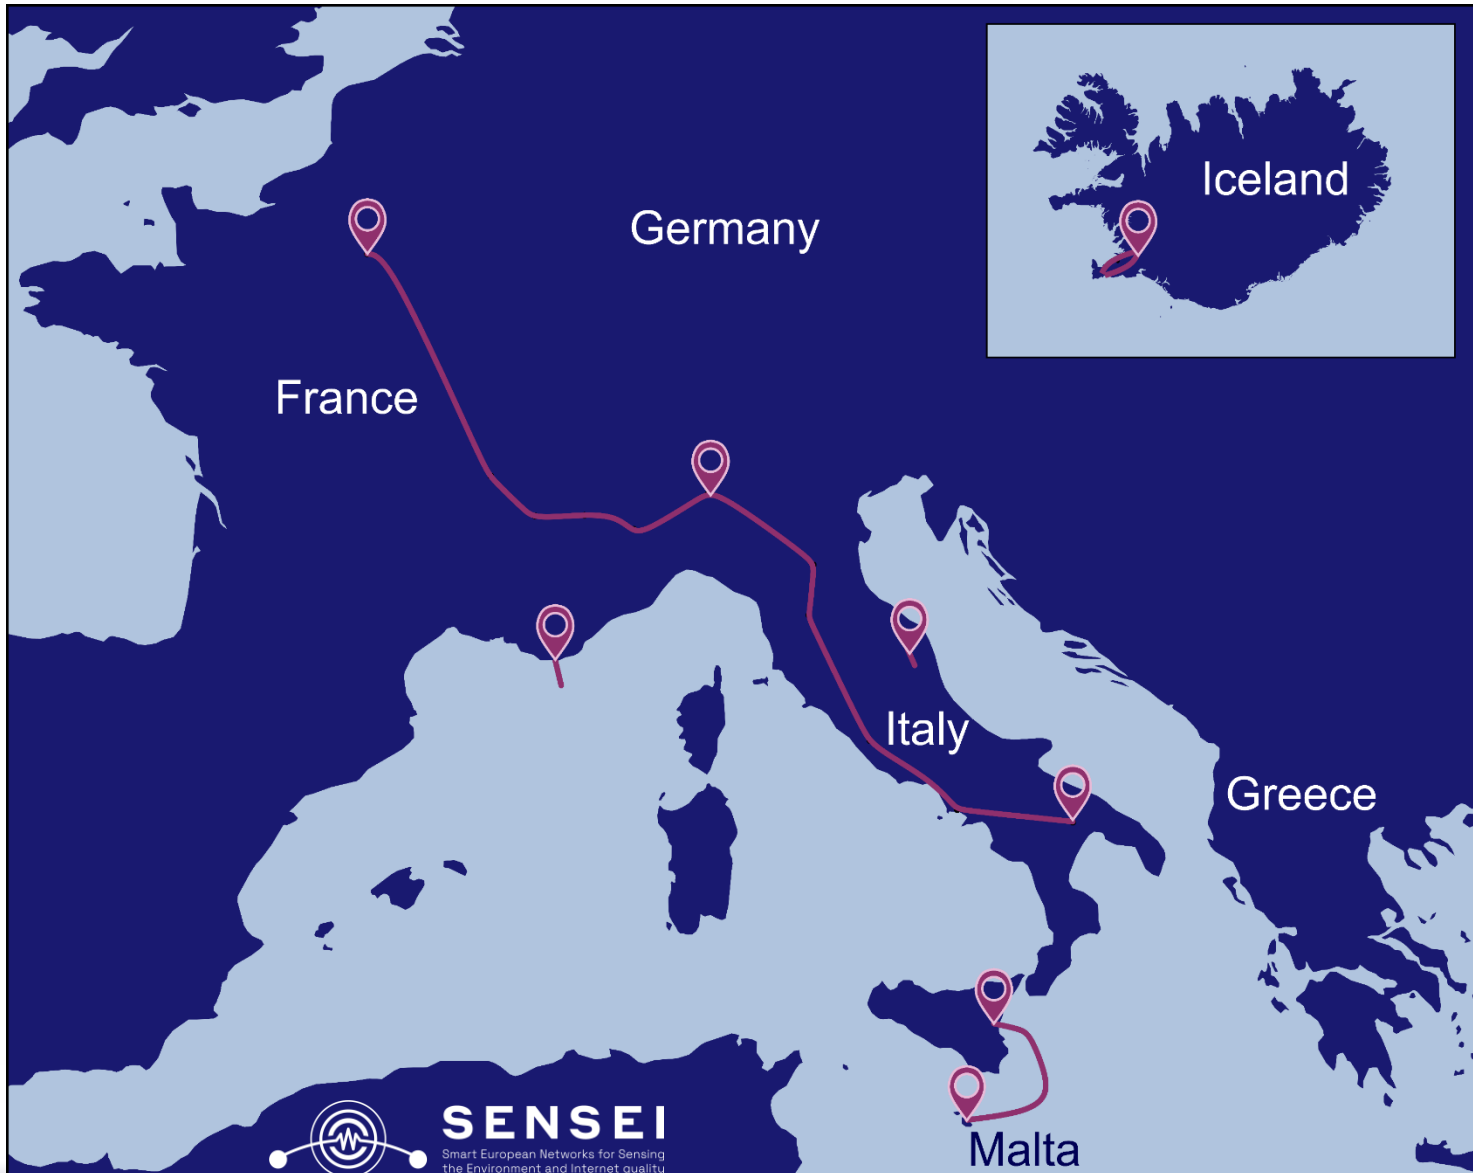 Iceland
Germany
France
Italy
Greece
SENSEI
Smart European Networks for Sensing
the Environment and Internet quality
Malta